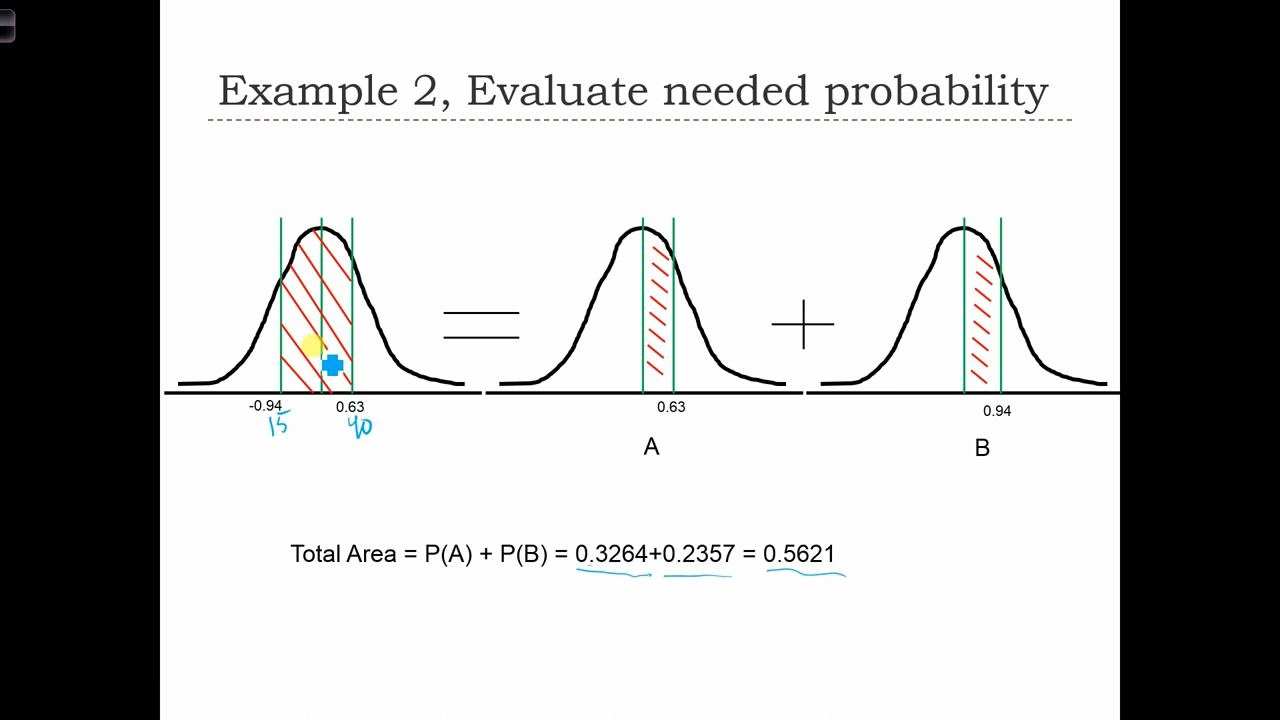 Example 2, Evaluate needed probability
-0.94 0.63 0.63 0.94
15 40
A B
Total Area = P(A) + P(B) = 0.3264+0.2357 = 0.5621